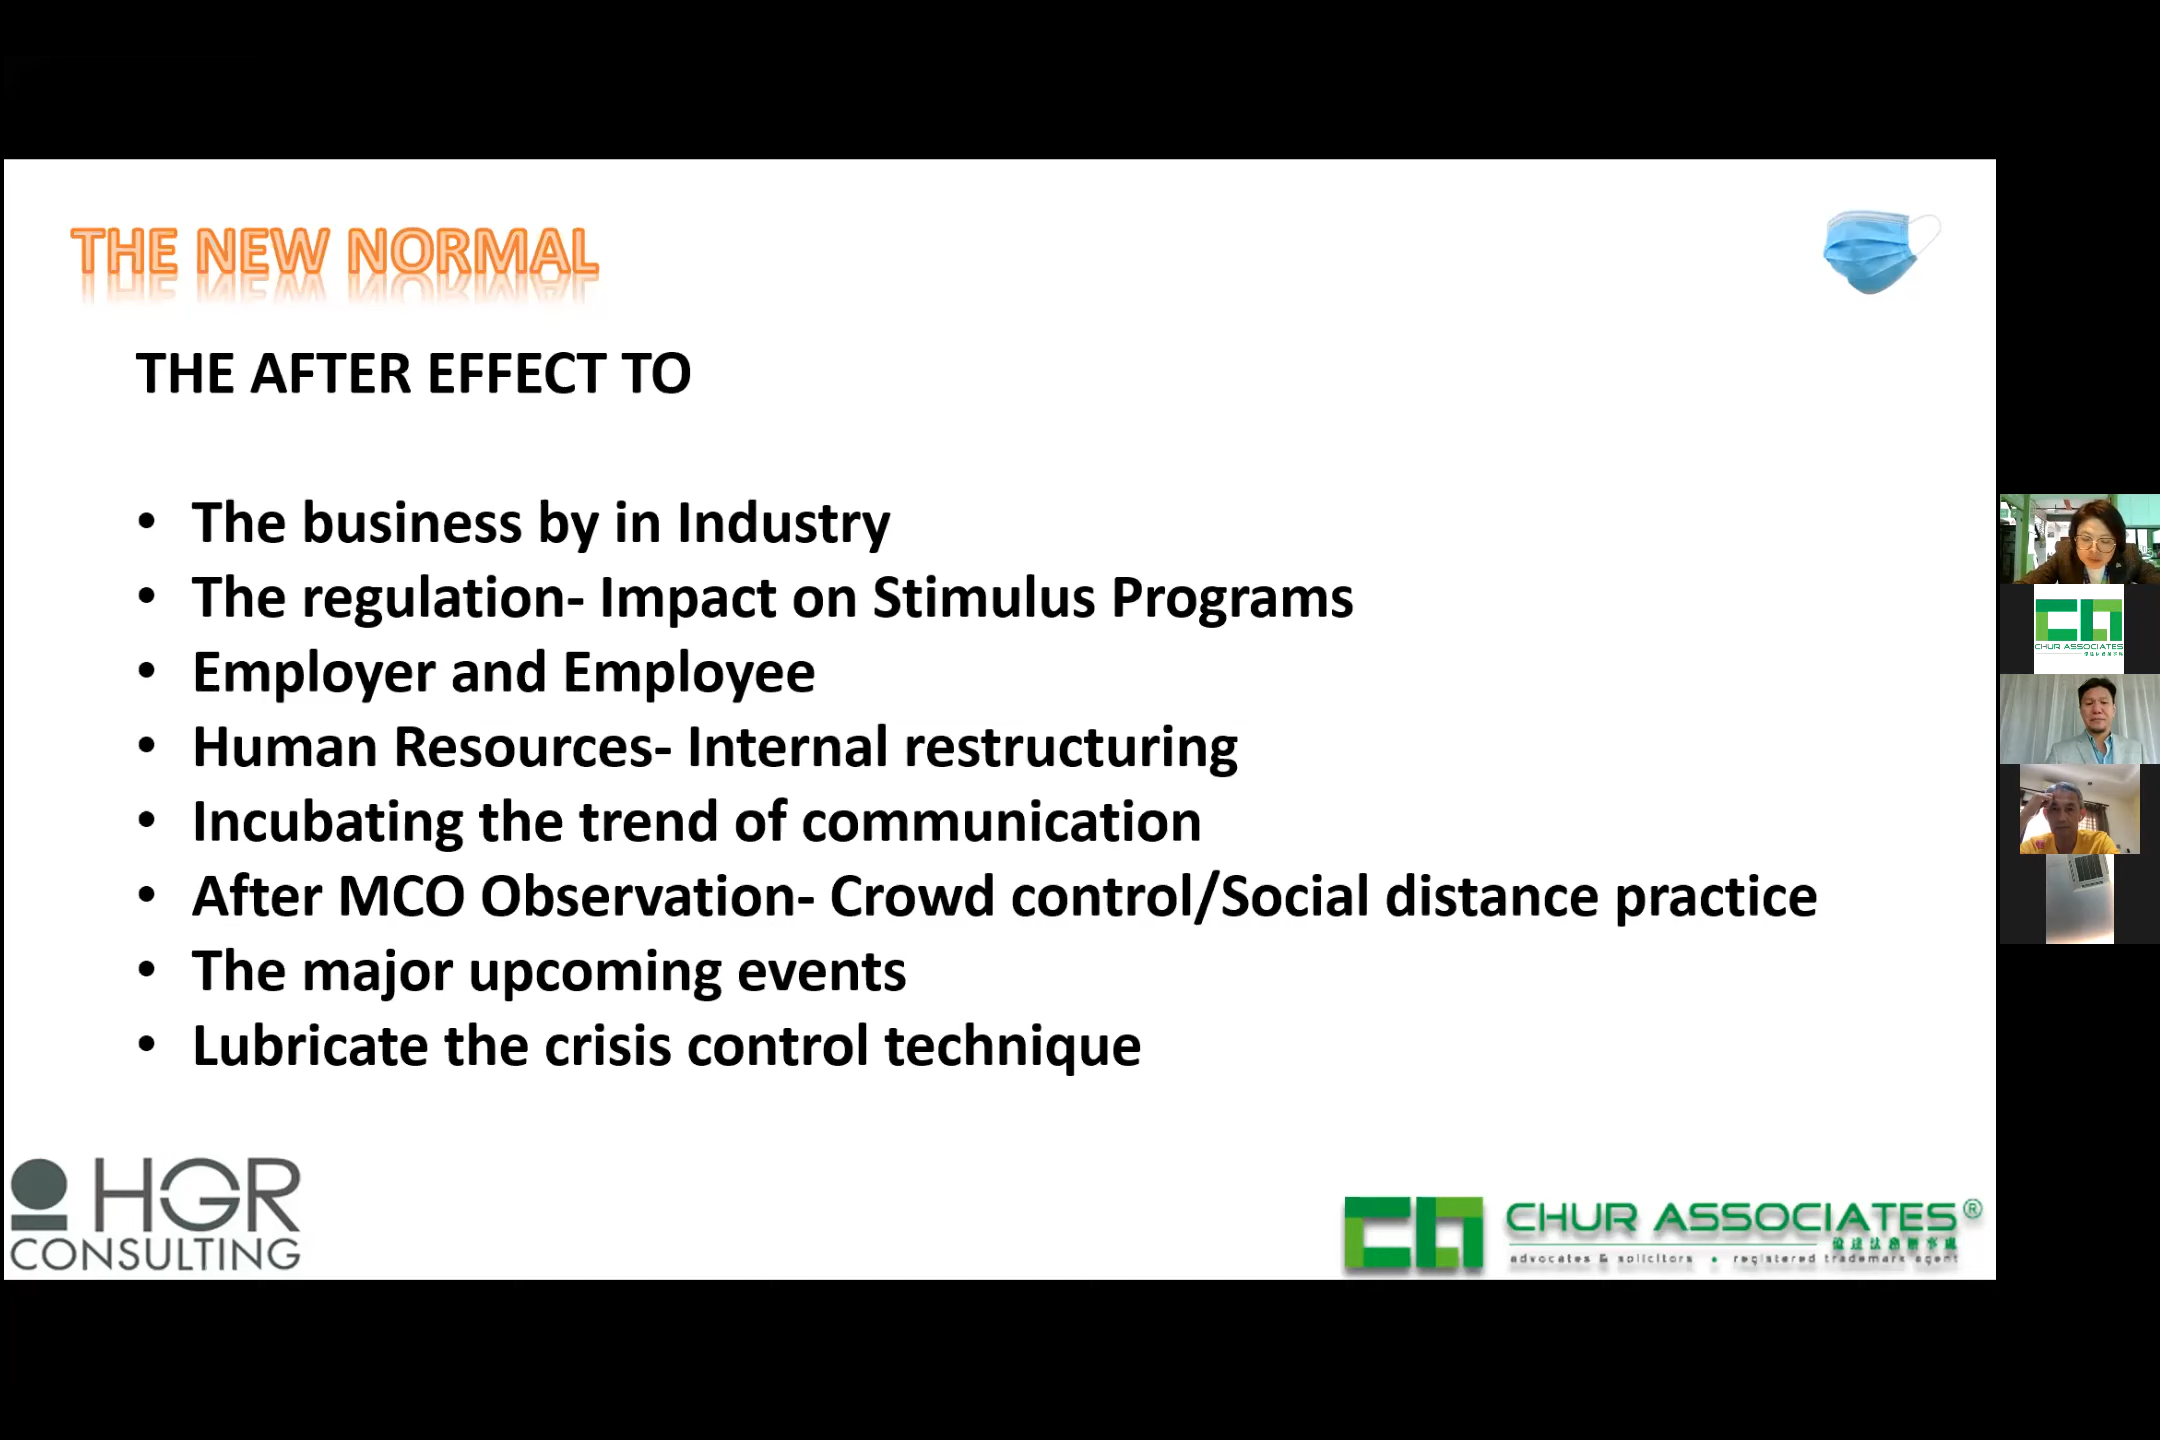 THE NEW NORMAL
THE AFTER EFFECT TO
• The business by in Industry
• The regulation- Impact on Stimulus Programs
• Employer and Employee
• Human Resources- Internal restructuring
• Incubating the trend of communication
• After MCO Observation- Crowd control/Social distance practice
• The major upcoming events
• Lubricate the crisis control technique
HGR
CONSULTING
CHUR ASSOCIATES®
advocates & solicitors • registered trademark agent
CHUR ASSOCIATES